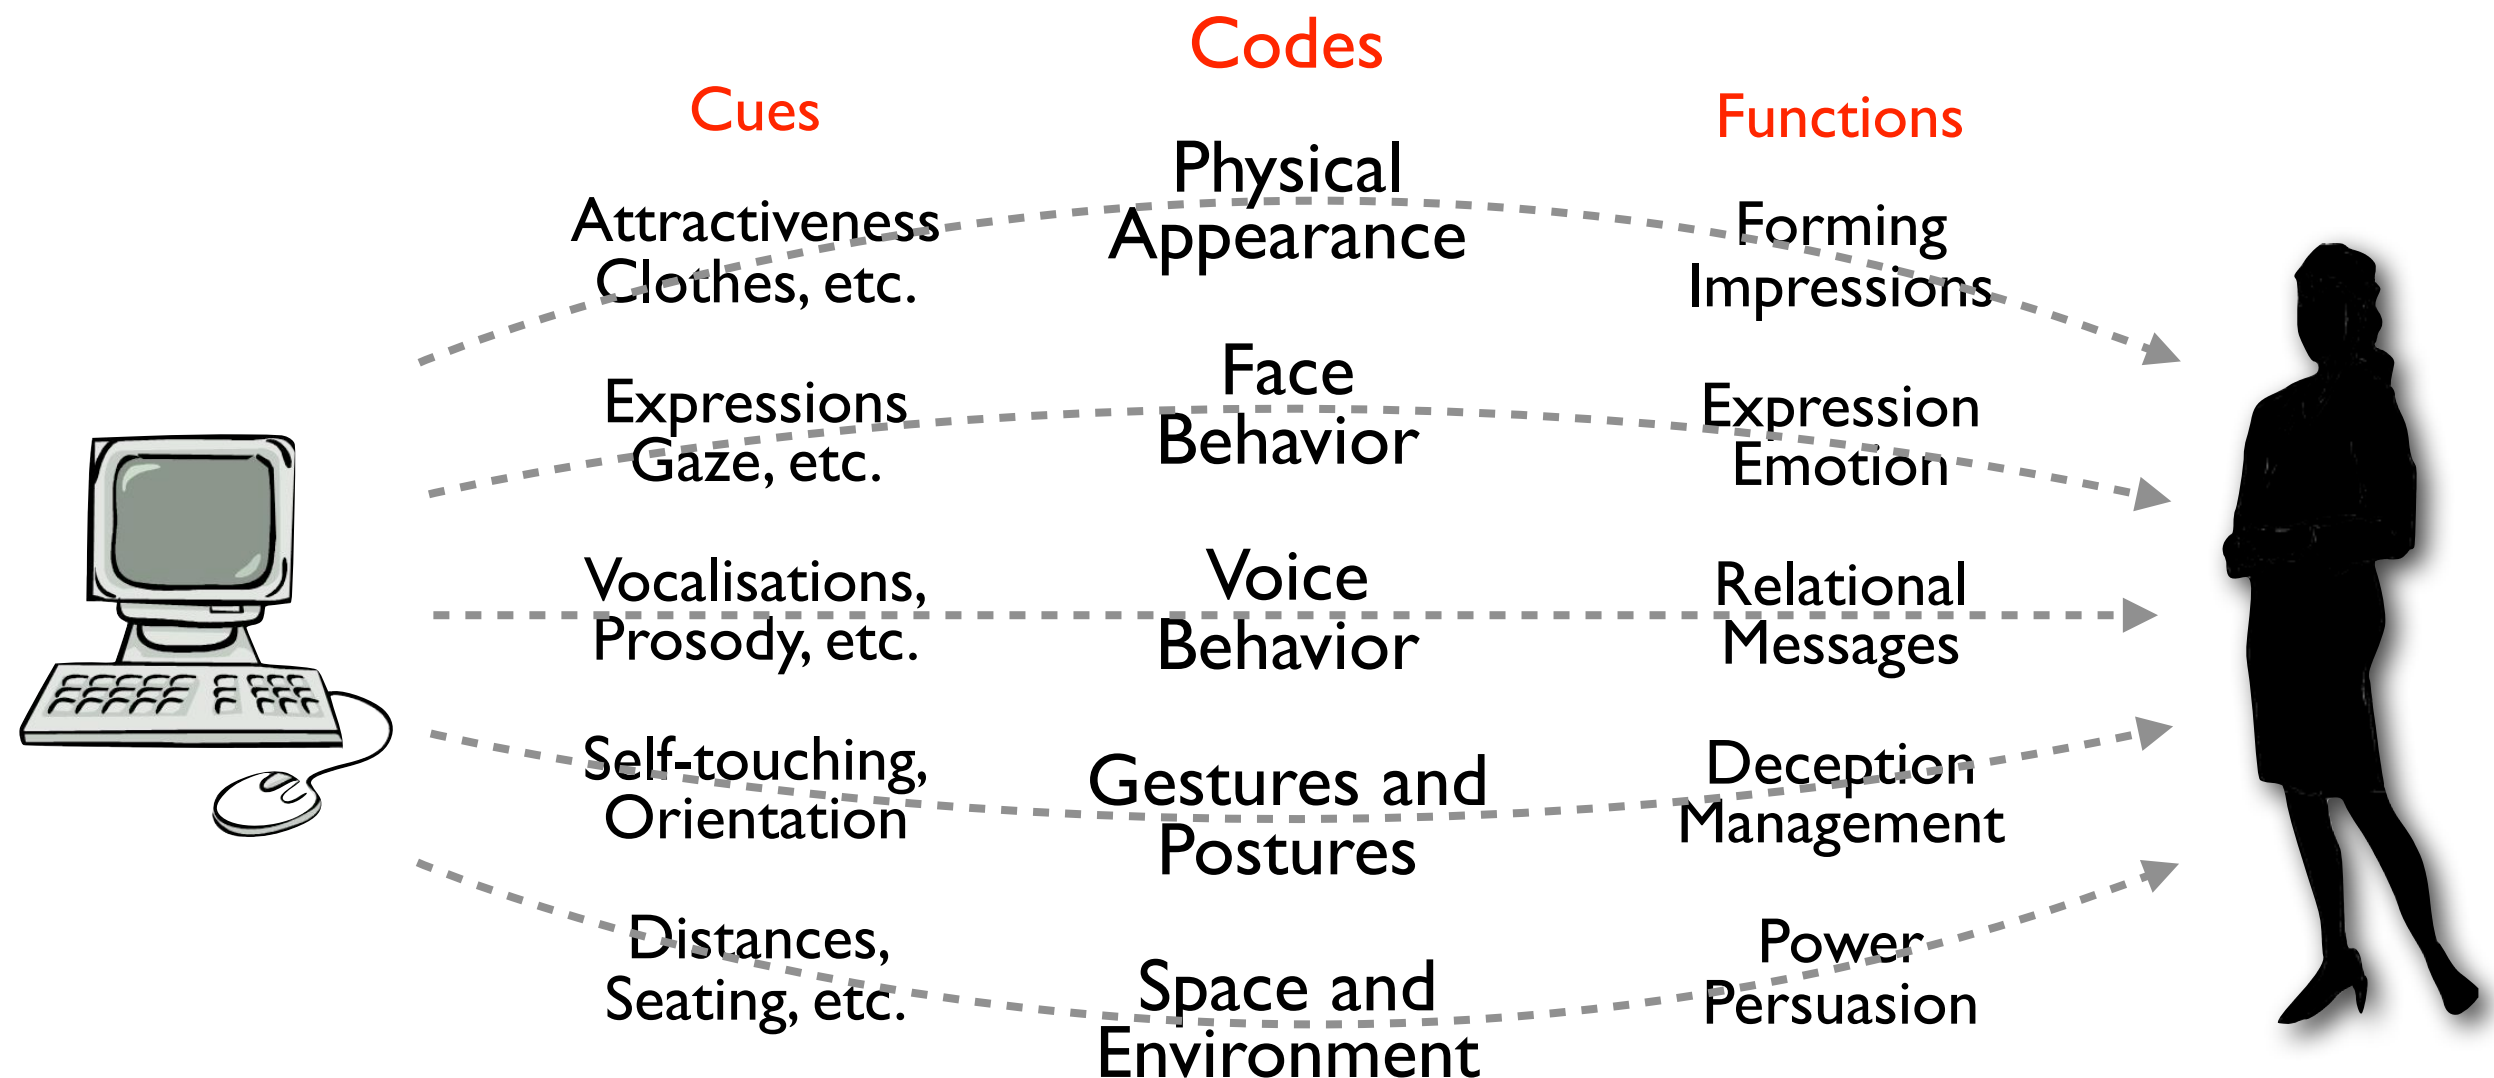 Codes
Cues
Functions
Physical
Appearance
Attractiveness
Clothes, etc.
Forming
Impressions
Face
Behavior
Expressions
Gaze, etc.
Expression
Emotion
Voice
Behavior
Vocalisations,
Prosody, etc.
Relational
Messages
Gestures and
Postures
Self-touching,
Orientation
Deception
Management
Space and
Environment
Distances,
Seating, etc.
Power
Persuasion